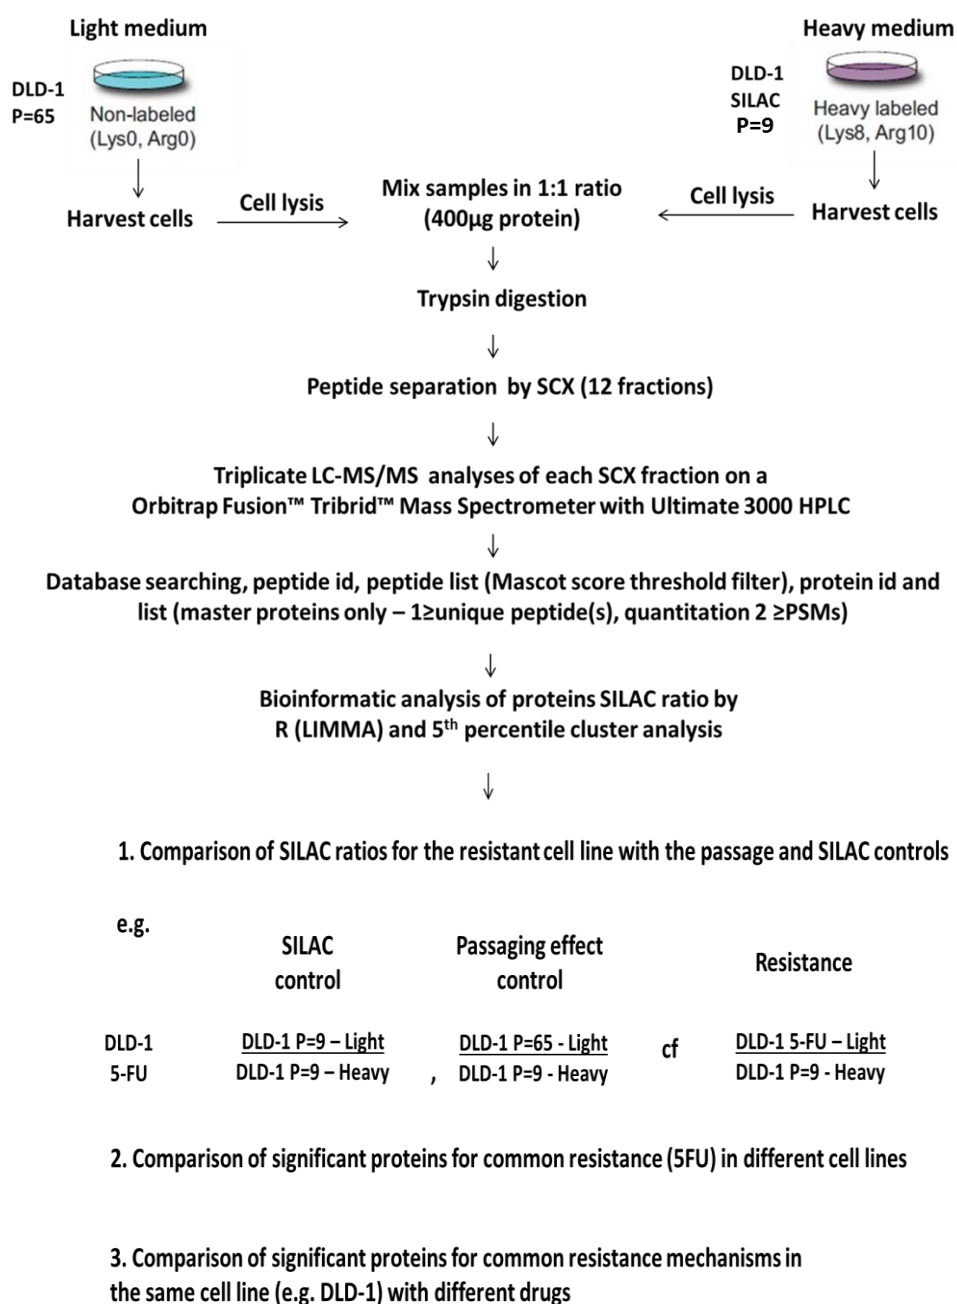 Light medium
Heavy medium
DLD-1
P=65
Non-labeled
(Lys0, Arg0)
DLD-1
SILAC
P=9
Heavy labeled
(Lys8, Arg10)
Harvest cells
Cell lysis
Mix samples in 1:1 ratio
(400µg protein)
Cell lysis
Harvest cells
Trypsin digestion
Peptide separation by SCX (12 fractions)
Triplicate LC-MS/MS analyses of each SCX fraction on a
Orbitrap Fusion™ Tribrid™ Mass Spectrometer with Ultimate 3000 HPLC
Database searching, peptide id, peptide list (Mascot score threshold filter), protein id and
list (master proteins only – 1≥unique peptide(s), quantitation 2 ≥PSMs)
Bioinformatic analysis of proteins SILAC ratio by
R (LIMMA) and 5th percentile cluster analysis
1. Comparison of SILAC ratios for the resistant cell line with the passage and SILAC controls
e.g.
SILAC
control
Passaging effect
control
Resistance
DLD-1
5-FU
DLD-1 P=9 – Light
DLD-1 P=9 – Heavy
,
DLD-1 P=65 - Light
DLD-1 P=9 - Heavy
cf
DLD-1 5-FU – Light
DLD-1 P=9 - Heavy
2. Comparison of significant proteins for common resistance (5FU) in different cell lines
3. Comparison of significant proteins for common resistance mechanisms in
the same cell line (e.g. DLD-1) with different drugs